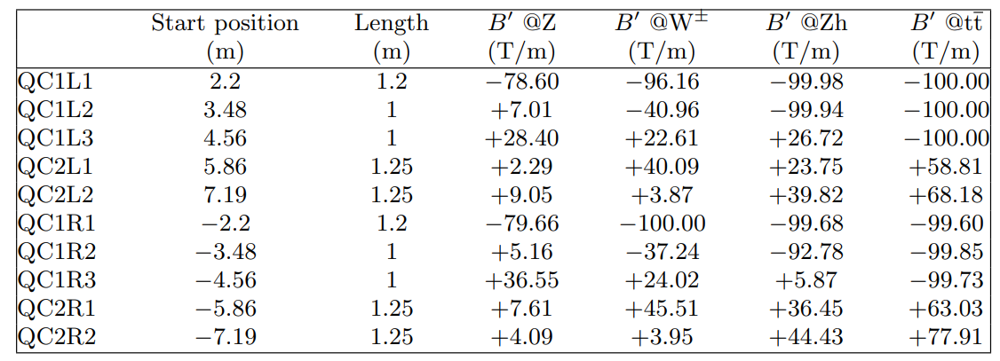 Start position Length B′ @Z B′ @W± B′ @Zh B′ @tt̄
(m) (m) (T/m) (T/m) (T/m) (T/m)
QC1L1 2.2 1.2 −78.60 −96.16 −99.98 −100.00
QC1L2 3.48 1 +7.01 −40.96 −99.94 −100.00
QC1L3 4.56 1 +28.40 +22.61 +26.72 −100.00
QC2L1 5.86 1.25 +2.29 +40.09 +23.75 +58.81
QC2L2 7.19 1.25 +9.05 +3.87 +39.82 +68.18
QC1R1 −2.2 1.2 −79.66 −100.00 −99.68 −99.60
QC1R2 −3.48 1 +5.16 −37.24 −92.78 −99.85
QC1R3 −4.56 1 +36.55 +24.02 +5.87 −99.73
QC2R1 −5.86 1.25 +7.61 +45.51 +36.45 +63.03
QC2R2 −7.19 1.25 +4.09 +3.95 +44.43 +77.91